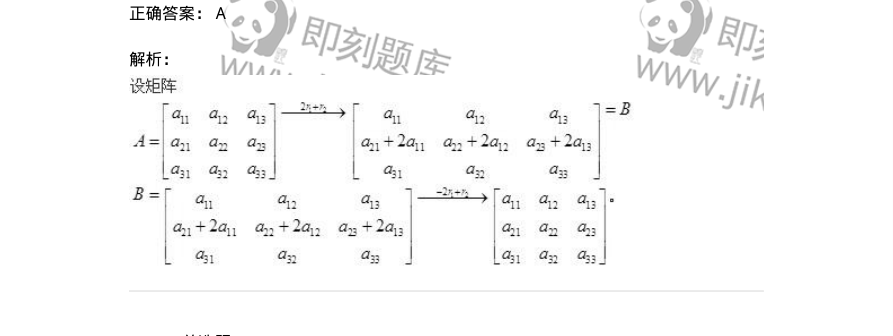 正确答案： A
即刻题库
即刻
www.jik
解析：
设矩阵
A = [a11 a12 a13; a21 a22 a23; a31 a32 a33] —2r1+r2→ [a11 a12 a13; a21+2a11 a22+2a12 a23+2a13; a31 a32 a33] = B
B = [a11 a12 a13; a21+2a11 a22+2a12 a23+2a13; a31 a32 a33] —-2r1+r2→ [a11 a12 a13; a21 a22 a23; a31 a32 a33]。